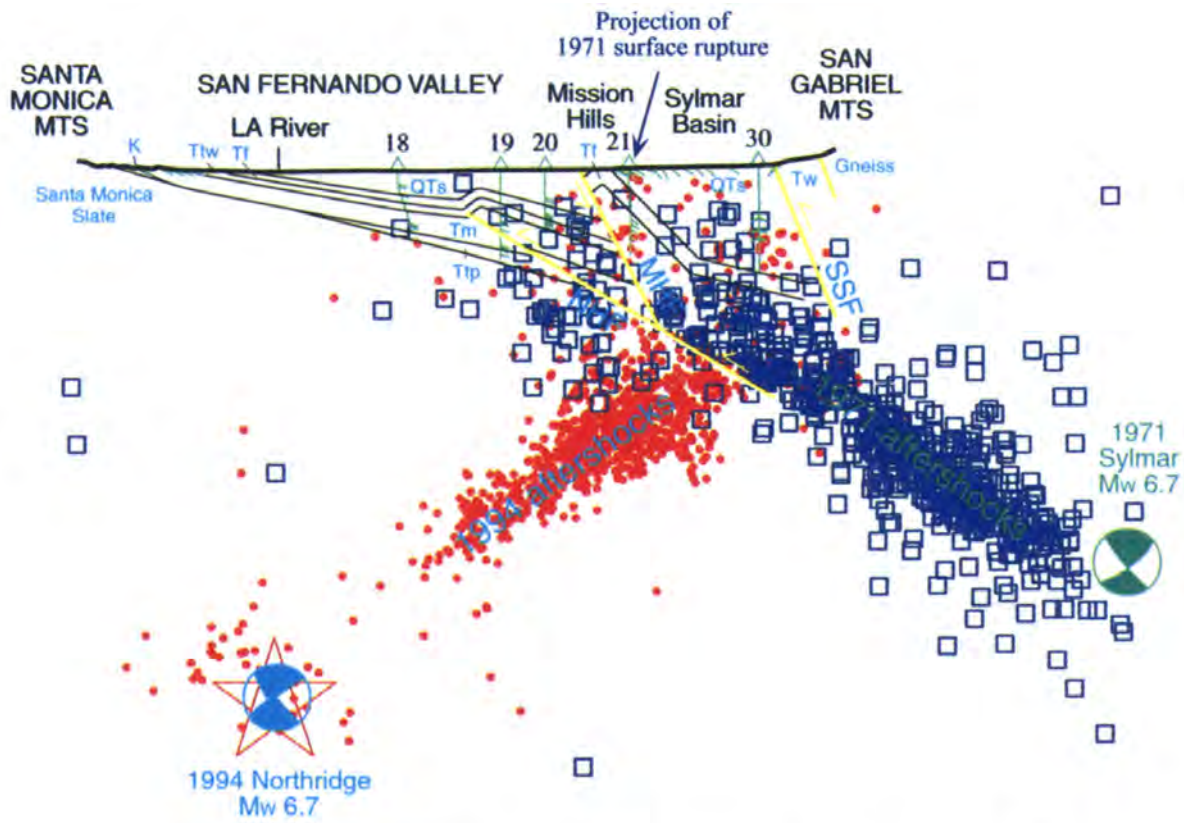 Projection of
1971 surface rupture
SANTA
MONICA
MTS
SAN FERNANDO VALLEY
LA River
Mission
Hills
Sylmar
Basin
SAN
GABRIEL
MTS
18
19
20
21
30
K
Ttw
Tf
Tf
QTs
QTs
Tw
Gneiss
Santa Monica
Slate
Tm
Ttp
SSF
1994 aftershocks
1971 aftershocks
1971
Sylmar
Mw 6.7
1994 Northridge
Mw 6.7